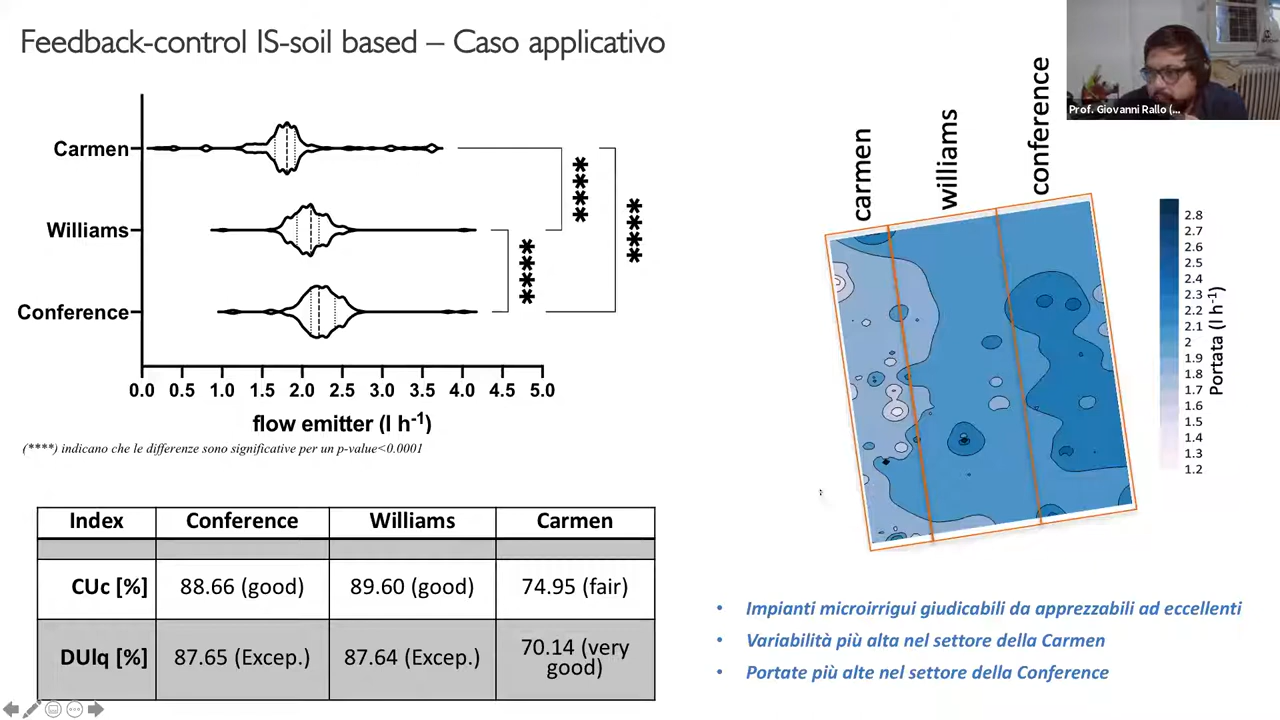 Feedback-control IS-soil based – Caso applicativo
Prof. Giovanni Rallo (...
Carmen
Williams
Conference
****
****
****
0.0 0.5 1.0 1.5 2.0 2.5 3.0 3.5 4.0 4.5 5.0
flow emitter (l h-1)
(****) indicano che le differenze sono significative per un p-value<0.0001
carmen
williams
conference
2.8
2.7
2.6
2.5
2.4
2.3
2.2
2.1
2
1.9
1.8
1.7
1.6
1.5
1.4
1.3
1.2
Portata (l h-1)
Index Conference Williams Carmen
CUc [%] 88.66 (good) 89.60 (good) 74.95 (fair)
DUlq [%] 87.65 (Excep.) 87.64 (Excep.) 70.14 (very
good)
• Impianti microirrigui giudicabili da apprezzabili ad eccellenti
• Variabilità più alta nel settore della Carmen
• Portate più alte nel settore della Conference